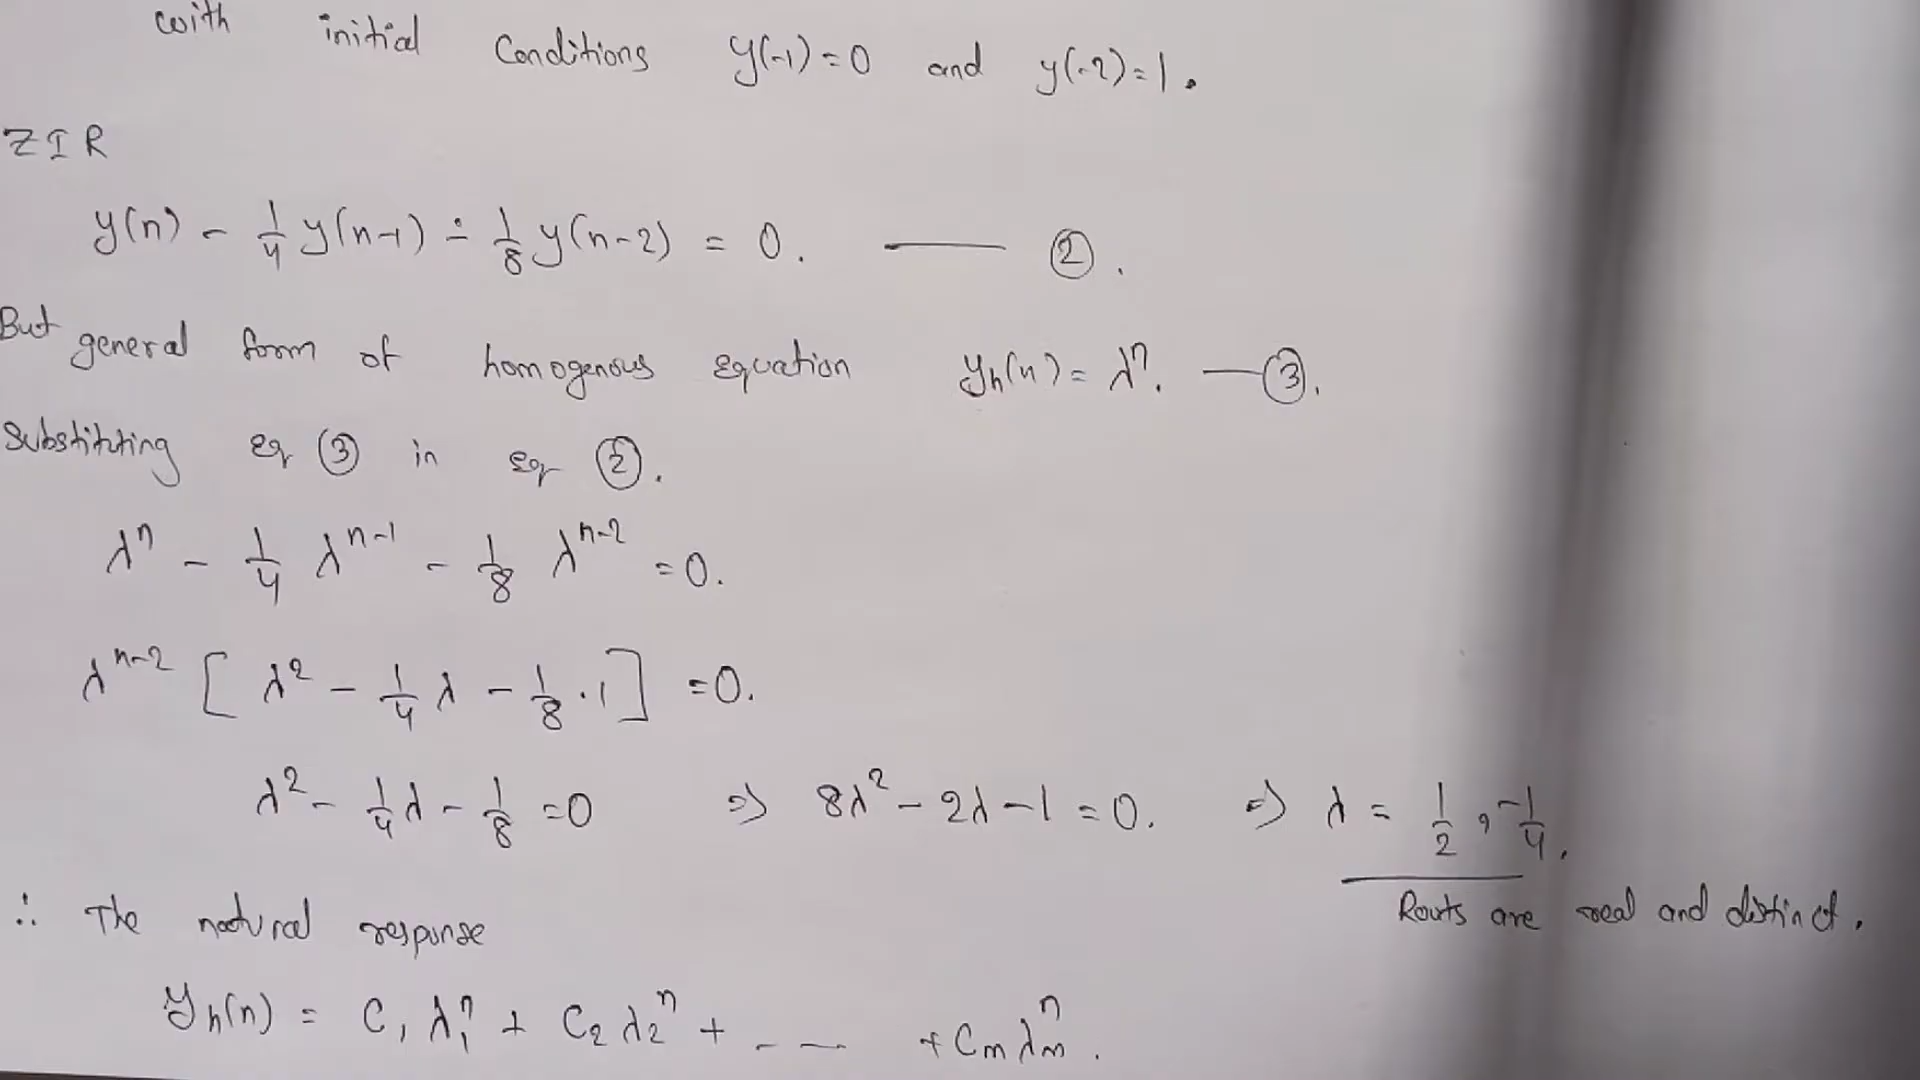 with initial Conditions y(-1)=0 and y(-2)=1.
ZIR
y(n) - 1/4 y(n-1) - 1/8 y(n-2) = 0. —— ②.
But general form of homogenous equation yh(n) = λ^n. —③.
Substituting eq ③ in eq ②.
λ^n - 1/4 λ^n-1 - 1/8 λ^n-2 = 0.
λ^n-2 [ λ^2 - 1/4 λ - 1/8 · 1 ] = 0.
λ^2 - 1/4 λ - 1/8 = 0 ⇒ 8λ^2 - 2λ - 1 = 0. ⇒ λ = 1/2, -1/4.
Routs are real and distinct.
∴ The natural response
yh(n) = C1 λ1^n + C2 λ2^n + - — + Cm λm^n.